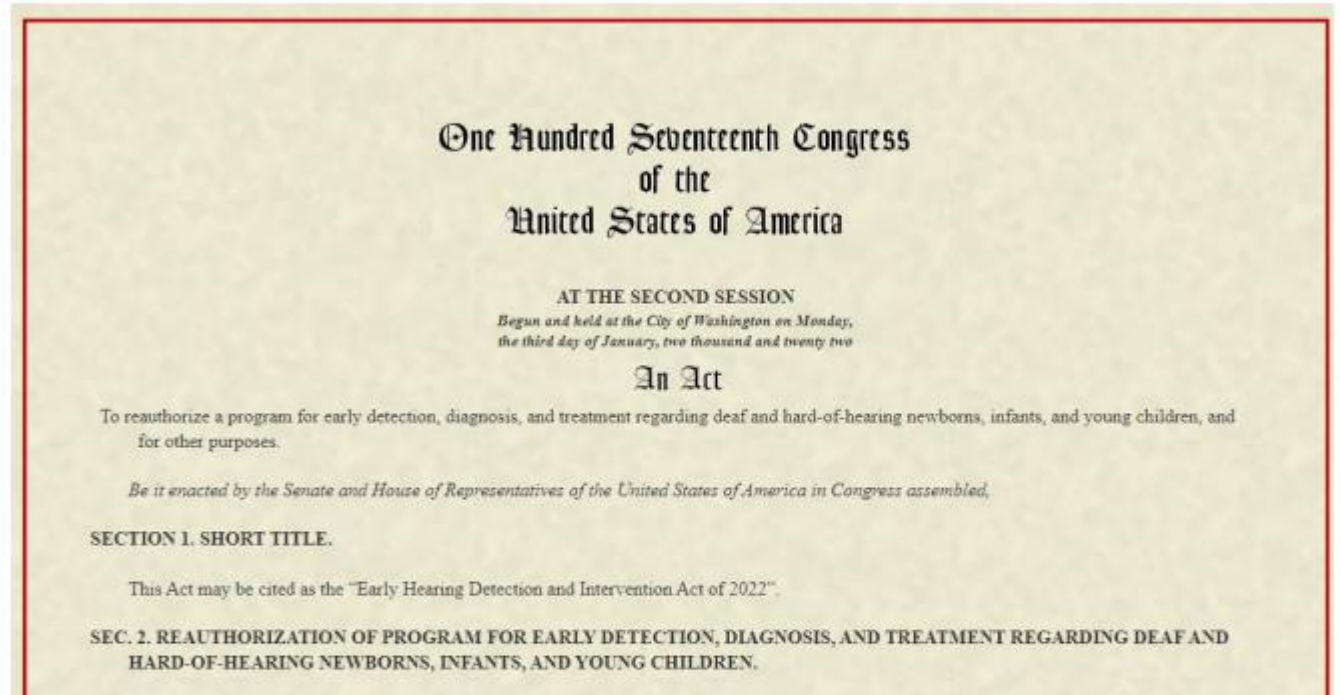 One Hundred Seventeenth Congress
of the
United States of America
AT THE SECOND SESSION
Begun and held at the City of Washington on Monday,
the third day of January, two thousand and twenty two
An Act
To reauthorize a program for early detection, diagnosis, and treatment regarding deaf and hard-of-hearing newborns, infants, and young children, and
for other purposes.
Be it enacted by the Senate and House of Representatives of the United States of America in Congress assembled,
SECTION 1. SHORT TITLE.
This Act may be cited as the “Early Hearing Detection and Intervention Act of 2022”.
SEC. 2. REAUTHORIZATION OF PROGRAM FOR EARLY DETECTION, DIAGNOSIS, AND TREATMENT REGARDING DEAF AND
HARD-OF-HEARING NEWBORNS, INFANTS, AND YOUNG CHILDREN.